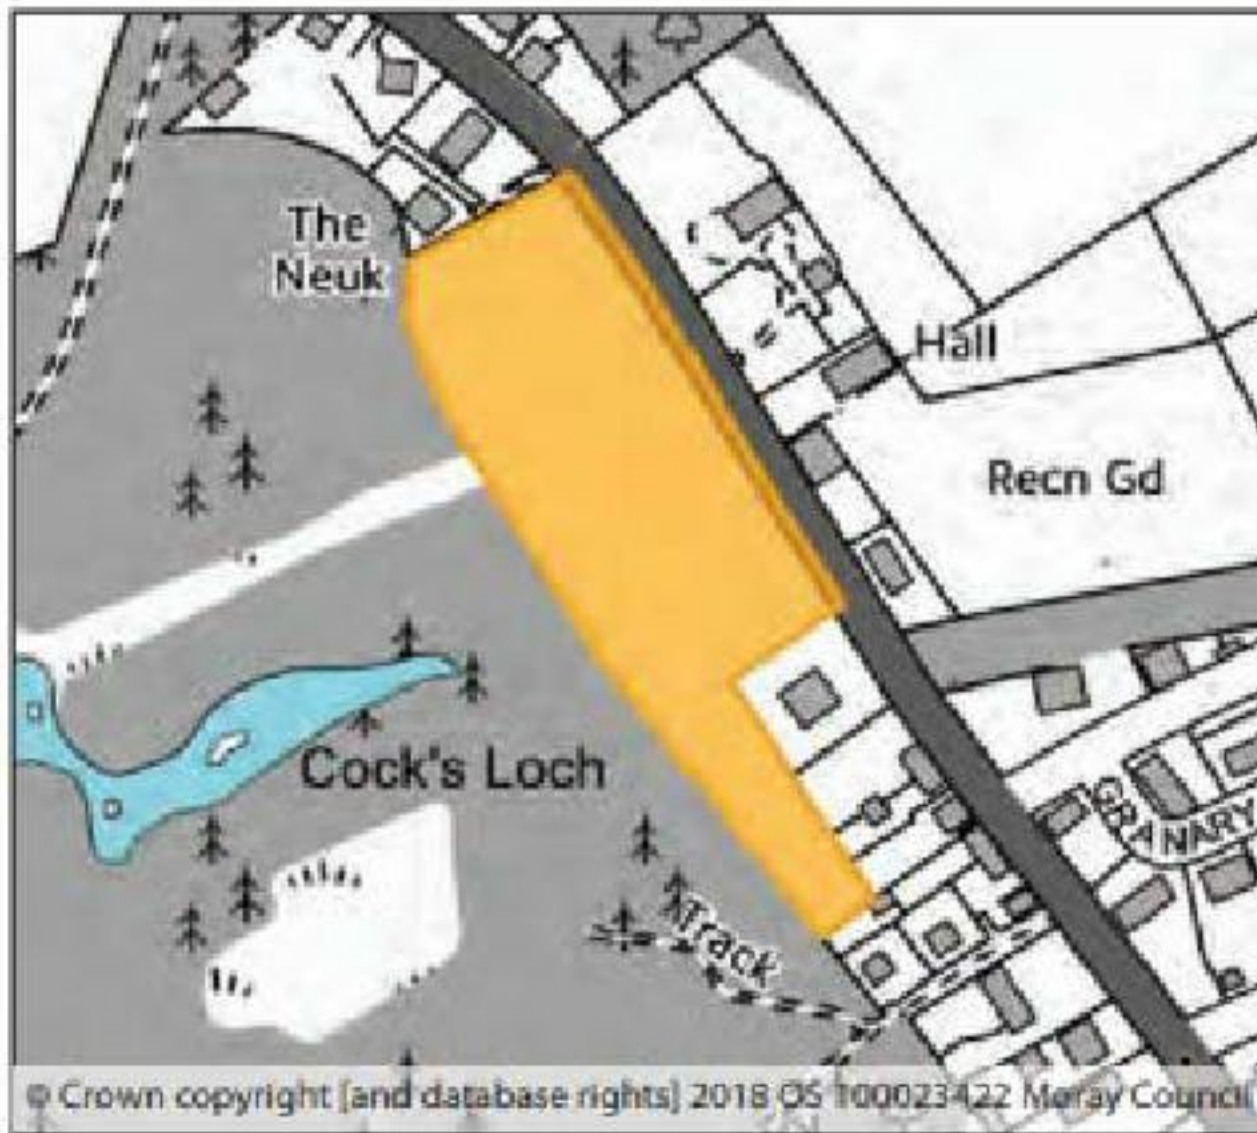 The
Neuk
Hall
Recn Gd
Cock's Loch
GRANARY
Track
© Crown copyright [and database rights] 2018 OS 100023422 Moray Council